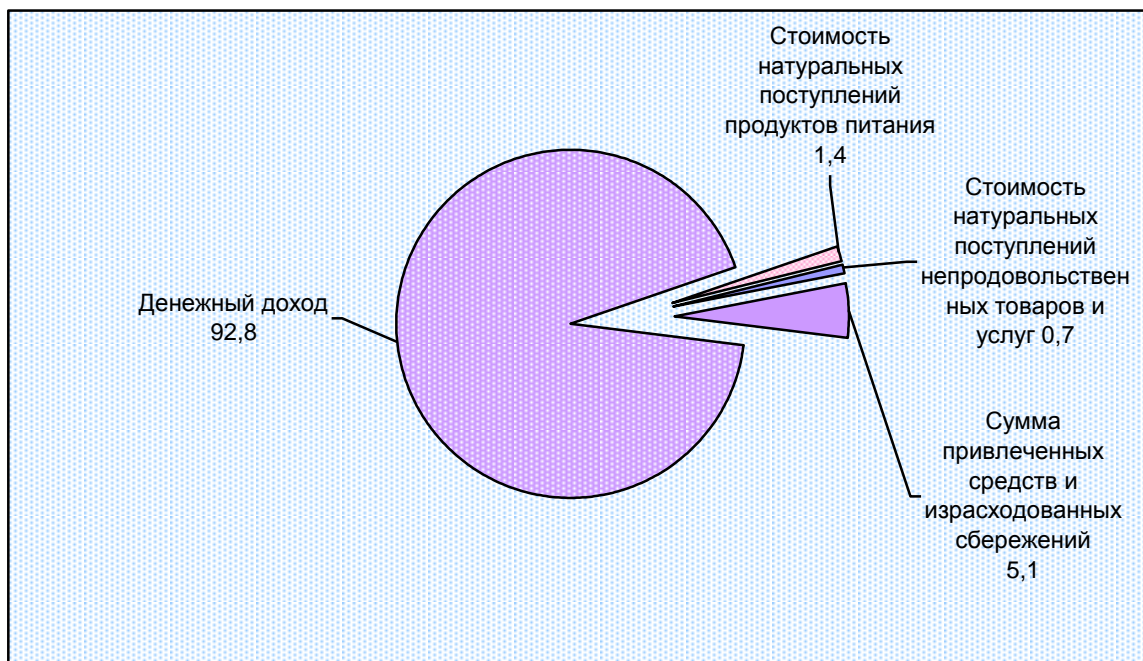 Стоимость
натуральных
поступлений
продуктов питания
1,4
Стоимость
натуральных
поступлений
непродовольствен
ных товаров и
услуг 0,7
Денежный доход
92,8
Сумма
привлеченных
средств и
израсходованных
сбережений
5,1